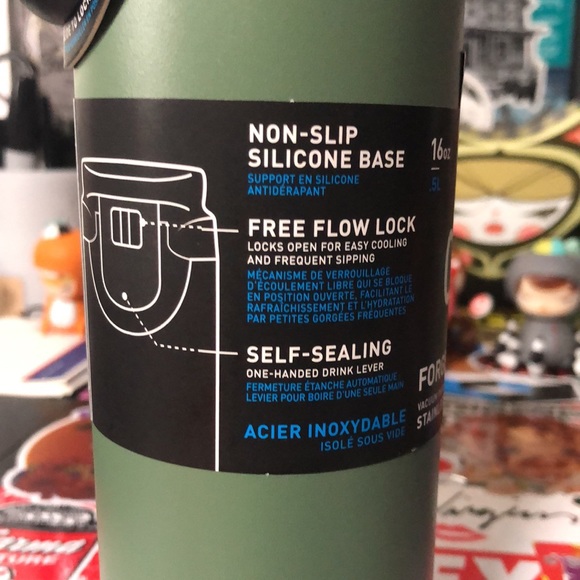 NON-SLIP
SILICONE BASE
SUPPORT EN SILICONE
ANTIDÉRAPANT
16oz
.5L
FREE FLOW LOCK
LOCKS OPEN FOR EASY COOLING
AND FREQUENT SIPPING
MÉCANISME DE VERROUILLAGE
D'ÉCOULEMENT LIBRE QUI SE BLOQUE
EN POSITION OUVERTE, FACILITANT LE
RAFRAÎCHISSEMENT ET L'HYDRATATION
PAR PETITES GORGÉES FRÉQUENTES
SELF-SEALING
ONE-HANDED DRINK LEVER
FERMETURE ÉTANCHE AUTOMATIQUE
LEVIER POUR BOIRE D'UNE SEULE MAIN
ACIER INOXYDABLE
ISOLÉ SOUS VIDE
TO LOCK